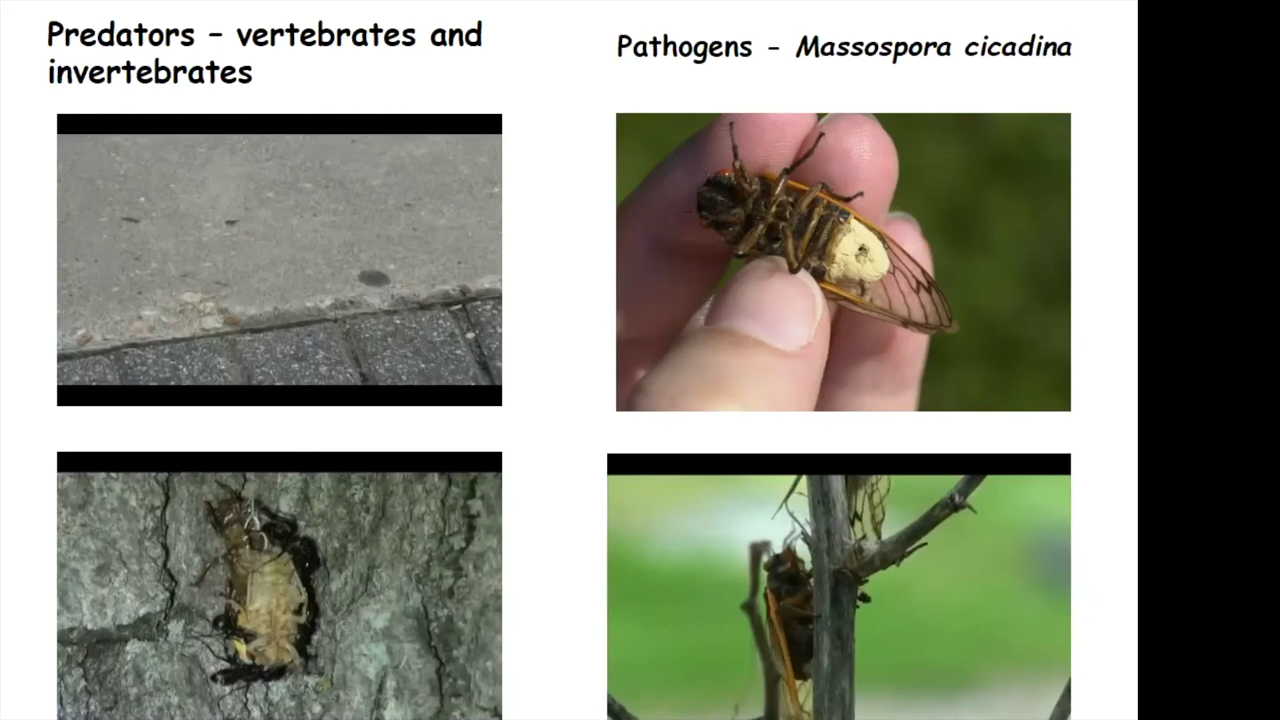 Predators – vertebrates and
invertebrates
Pathogens - Massospora cicadina